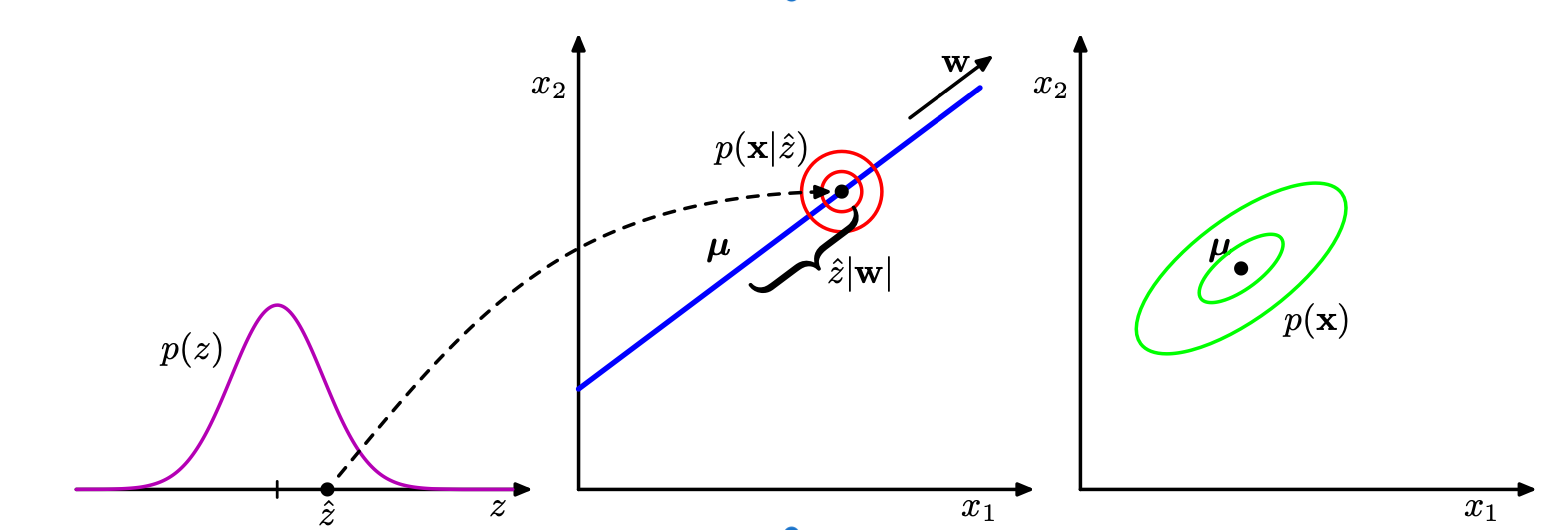 p(z)
ẑ
z
x₂
w
p(𝐱|ẑ)
μ
ẑ|𝐰|
x₁
x₂
μ
p(𝐱)
x₁